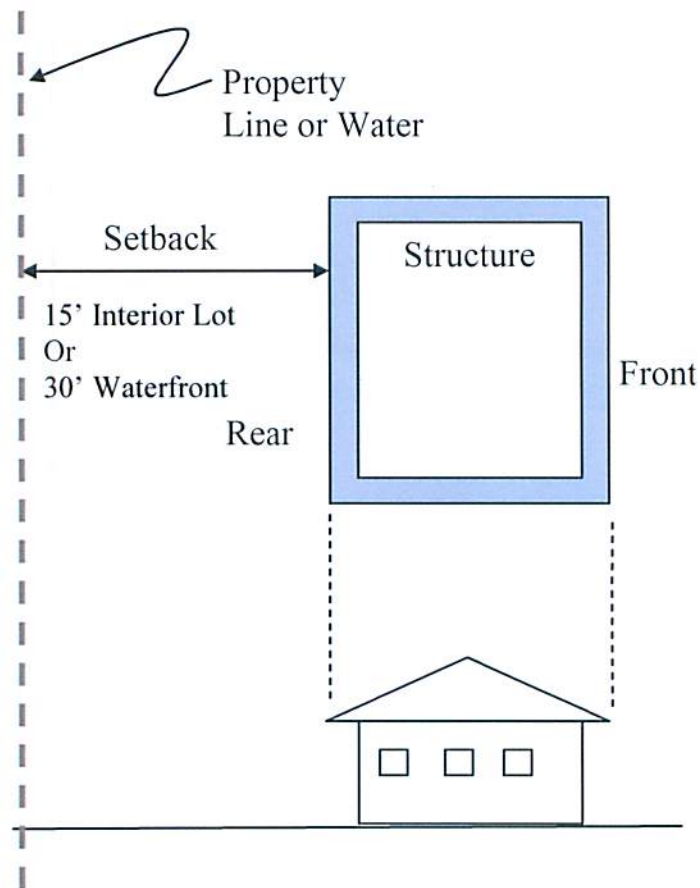 Property
Line or Water
Setback
Structure
15’ Interior Lot
Or
30’ Waterfront
Front
Rear